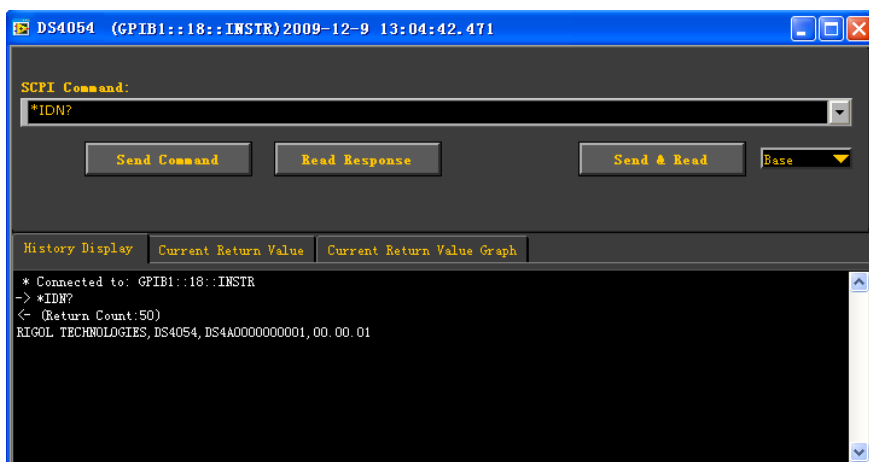 DS4054 (GPIB1::18::INSTR)2009-12-9 13:04:42.471
SCPI Command:
*IDN?
Send Command Read Response Send & Read Base
History Display Current Return Value Current Return Value Graph
* Connected to: GPIB1::18::INSTR
-> *IDN?
<- (Return Count:50)
RIGOL TECHNOLOGIES,DS4054,DS4A0000000001,00.00.01